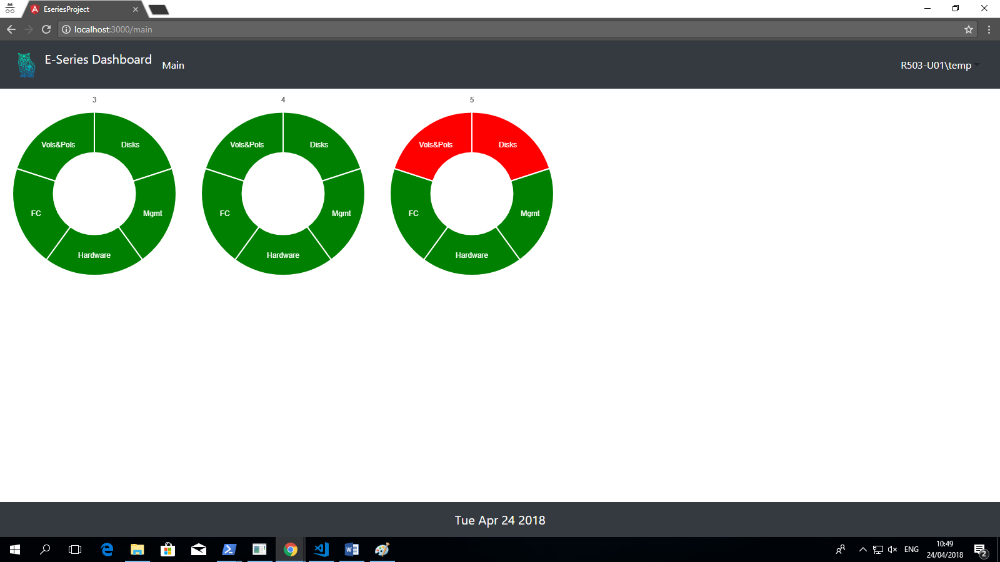 EseriesProject
localhost:3000/main
E-Series Dashboard
Main
R503-U01\temp
3
4
5
Vols&Pols
Disks
Vols&Pols
Disks
Vols&Pols
Disks
FC
Mgmt
FC
Mgmt
FC
Mgmt
Hardware
Hardware
Hardware
Tue Apr 24 2018
ENG
10:49
24/04/2018
2